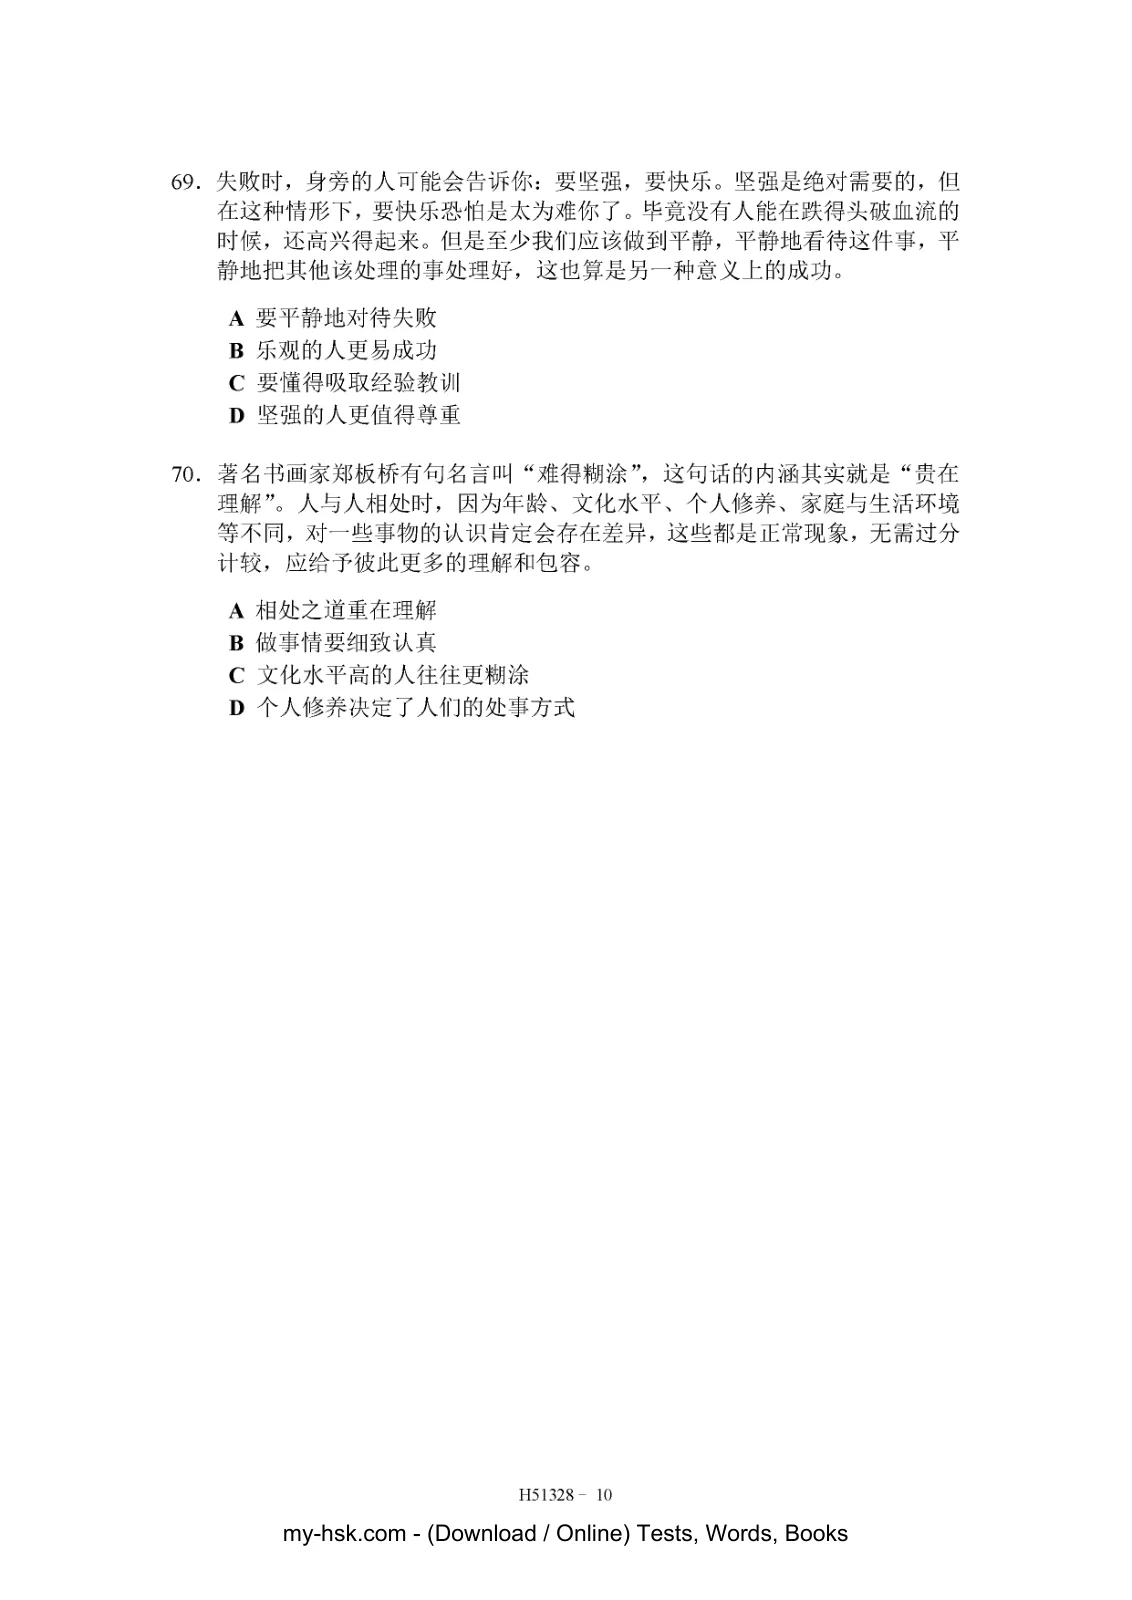 69．失败时，身旁的人可能会告诉你：要坚强，要快乐。坚强是绝对需要的，但
在这种情形下，要快乐恐怕是太为难你了。毕竟没有人能在跌得头破血流的
时候，还高兴得起来。但是至少我们应该做到平静，平静地看待这件事，平
静地把其他该处理的事处理好，这也算是另一种意义上的成功。
A 要平静地对待失败
B 乐观的人更易成功
C 要懂得吸取经验教训
D 坚强的人更值得尊重
70．著名书画家郑板桥有句名言叫“难得糊涂”，这句话的内涵其实就是“贵在
理解”。人与人相处时，因为年龄、文化水平、个人修养、家庭与生活环境
等不同，对一些事物的认识肯定会存在差异，这些都是正常现象，无需过分
计较，应给予彼此更多的理解和包容。
A 相处之道重在理解
B 做事情要细致认真
C 文化水平高的人往往更糊涂
D 个人修养决定了人们的处事方式
H51328－ 10
my-hsk.com - (Download / Online) Tests, Words, Books